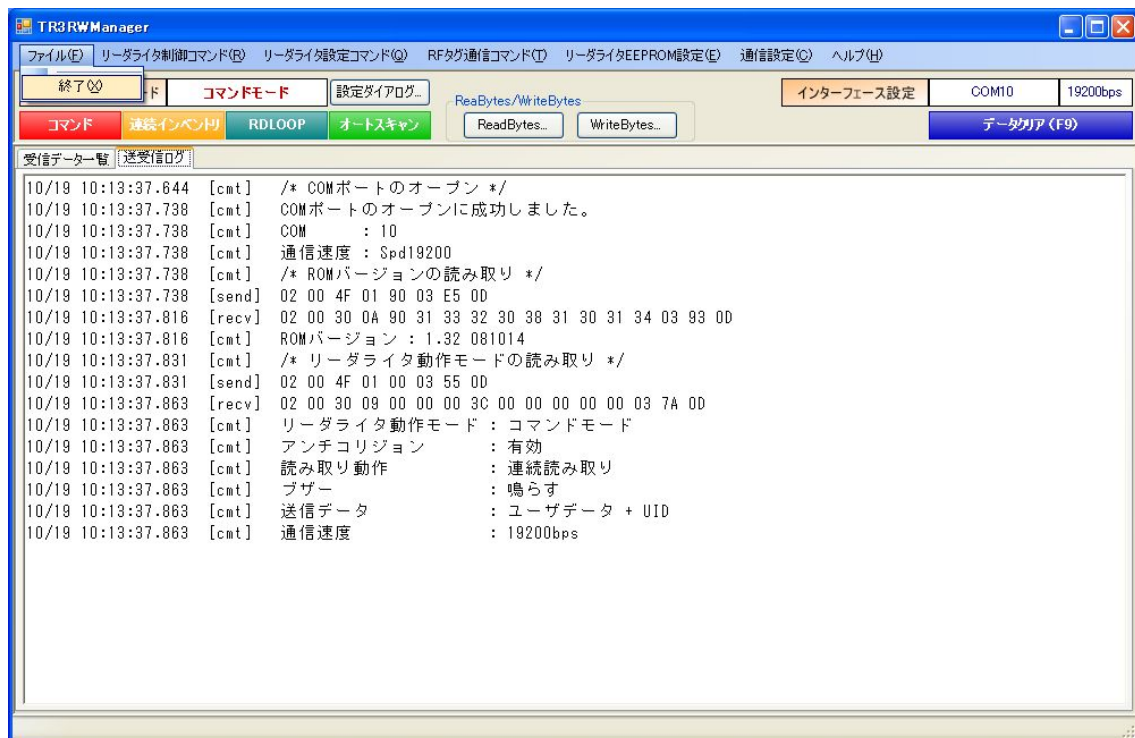 TR3RWManager
ファイル(F) リーダライタ制御コマンド(R) リーダライタ設定コマンド(Q) RFタグ通信コマンド(T) リーダライタEEPROM設定(E) 通信設定(C) ヘルプ(H)
終了(X) ード コマンドモード 設定ダイアログ... ReaBytes/WriteBytes インターフェース設定 COM10 19200bps
コマンド 連続インベントリ RDLOOP オートスキャン ReadBytes... WriteBytes... データクリア(F9)
受信データ一覧 送受信ログ
10/19 10:13:37.644 [cmt] /* COMポートのオープン */
10/19 10:13:37.738 [cmt] COMポートのオープンに成功しました。
10/19 10:13:37.738 [cmt] COM : 10
10/19 10:13:37.738 [cmt] 通信速度 : Spd19200
10/19 10:13:37.738 [cmt] /* ROMバージョンの読み取り */
10/19 10:13:37.738 [send] 02 00 4F 01 90 03 E5 0D
10/19 10:13:37.816 [recv] 02 00 30 0A 90 31 33 32 30 38 31 30 31 34 03 93 0D
10/19 10:13:37.816 [cmt] ROMバージョン : 1.32 081014
10/19 10:13:37.831 [cmt] /* リーダライタ動作モードの読み取り */
10/19 10:13:37.831 [send] 02 00 4F 01 00 03 55 0D
10/19 10:13:37.863 [recv] 02 00 30 09 00 00 00 3C 00 00 00 00 00 03 7A 0D
10/19 10:13:37.863 [cmt] リーダライタ動作モード : コマンドモード
10/19 10:13:37.863 [cmt] アンチコリジョン : 有効
10/19 10:13:37.863 [cmt] 読み取り動作 : 連続読み取り
10/19 10:13:37.863 [cmt] ブザー : 鳴らす
10/19 10:13:37.863 [cmt] 送信データ : ユーザデータ + UID
10/19 10:13:37.863 [cmt] 通信速度 : 19200bps